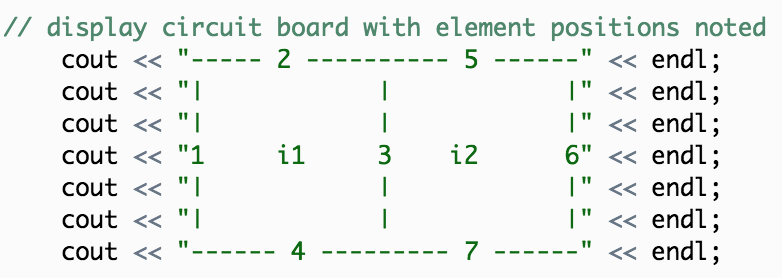 // display circuit board with element positions noted
    cout << "----- 2 ---------- 5 ------" << endl;
    cout << "|            |            |" << endl;
    cout << "|            |            |" << endl;
    cout << "1     i1     3    i2      6" << endl;
    cout << "|            |            |" << endl;
    cout << "|            |            |" << endl;
    cout << "------ 4 --------- 7 ------" << endl;